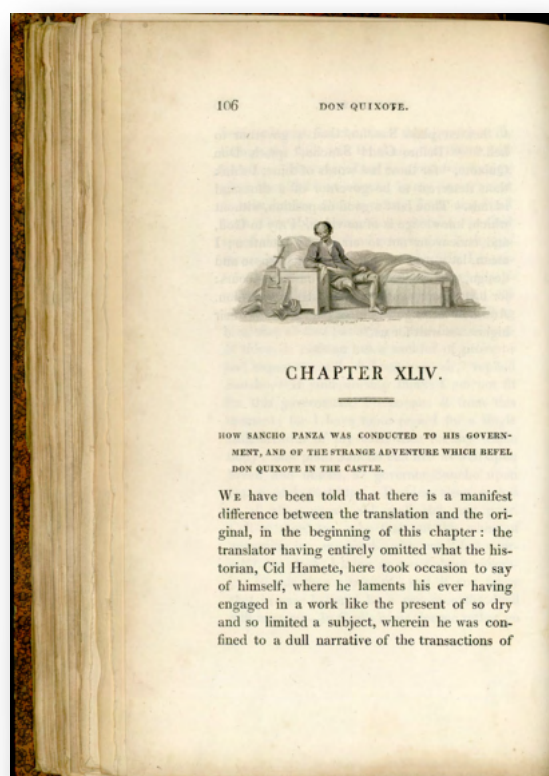 106 DON QUIXOTE.
CHAPTER XLIV.
HOW SANCHO PANZA WAS CONDUCTED TO HIS GOVERN-
MENT, AND OF THE STRANGE ADVENTURE WHICH BEFEL
DON QUIXOTE IN THE CASTLE.
WE have been told that there is a manifest
difference between the translation and the ori-
ginal, in the beginning of this chapter: the
translator having entirely omitted what the his-
torian, Cid Hamete, here took occasion to say
of himself, where he laments his ever having
engaged in a work like the present of so dry
and so limited a subject, wherein he was con-
fined to a dull narrative of the transactions of